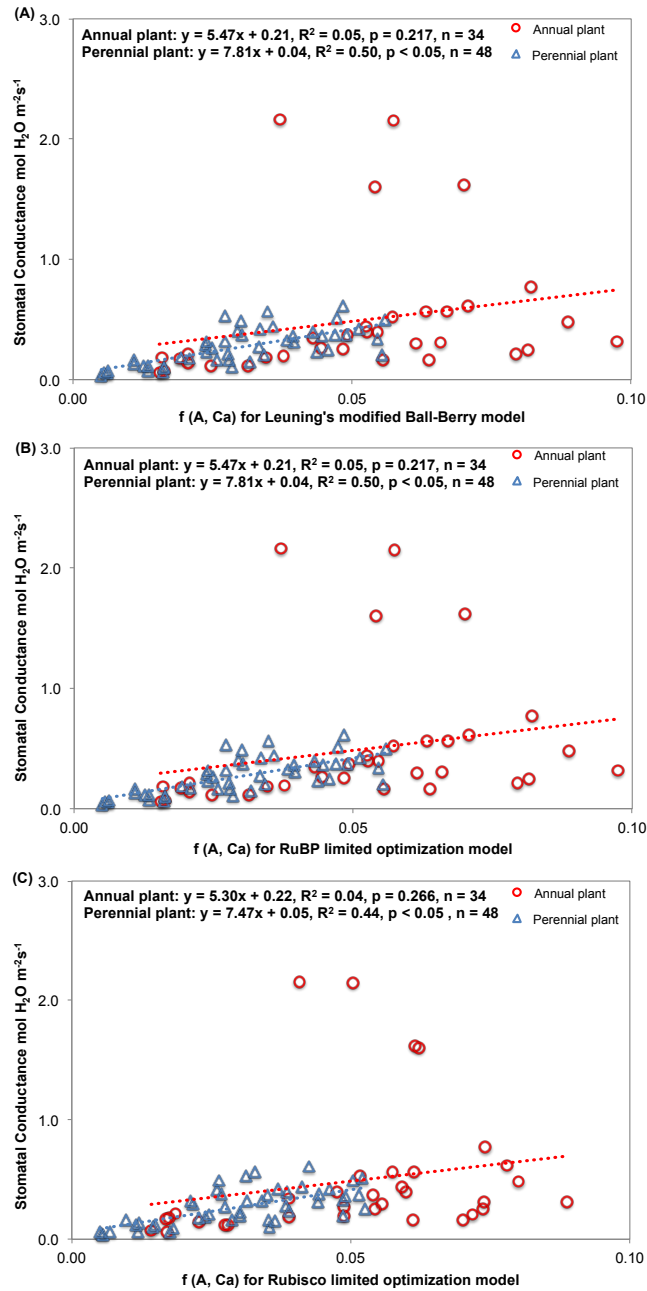 (A)
Annual plant: y = 5.47x + 0.21, R² = 0.05, p = 0.217, n = 34
Perennial plant: y = 7.81x + 0.04, R² = 0.50, p < 0.05, n = 48
Annual plant
Perennial plant
Stomatal Conductance mol H₂O m⁻²s⁻¹
3.0
2.0
1.0
0.0
0.00
0.05
0.10
f (A, Ca) for Leuning's modified Ball-Berry model
(B)
Annual plant: y = 5.47x + 0.21, R² = 0.05, p = 0.217, n = 34
Perennial plant: y = 7.81x + 0.04, R² = 0.50, p < 0.05, n = 48
Annual plant
Perennial plant
Stomatal Conductance mol H₂O m⁻²s⁻¹
3.0
2.0
1.0
0.0
0.00
0.05
0.10
f (A, Ca) for RuBP limited optimization model
(C)
Annual plant: y = 5.30x + 0.22, R² = 0.04, p = 0.266, n = 34
Perennial plant: y = 7.47x + 0.05, R² = 0.44, p < 0.05 , n = 48
Annual plant
Perennial plant
Stomatal Conductance mol H₂O m⁻²s⁻¹
3.0
2.0
1.0
0.0
0.00
0.05
0.10
f (A, Ca) for Rubisco limited optimization model